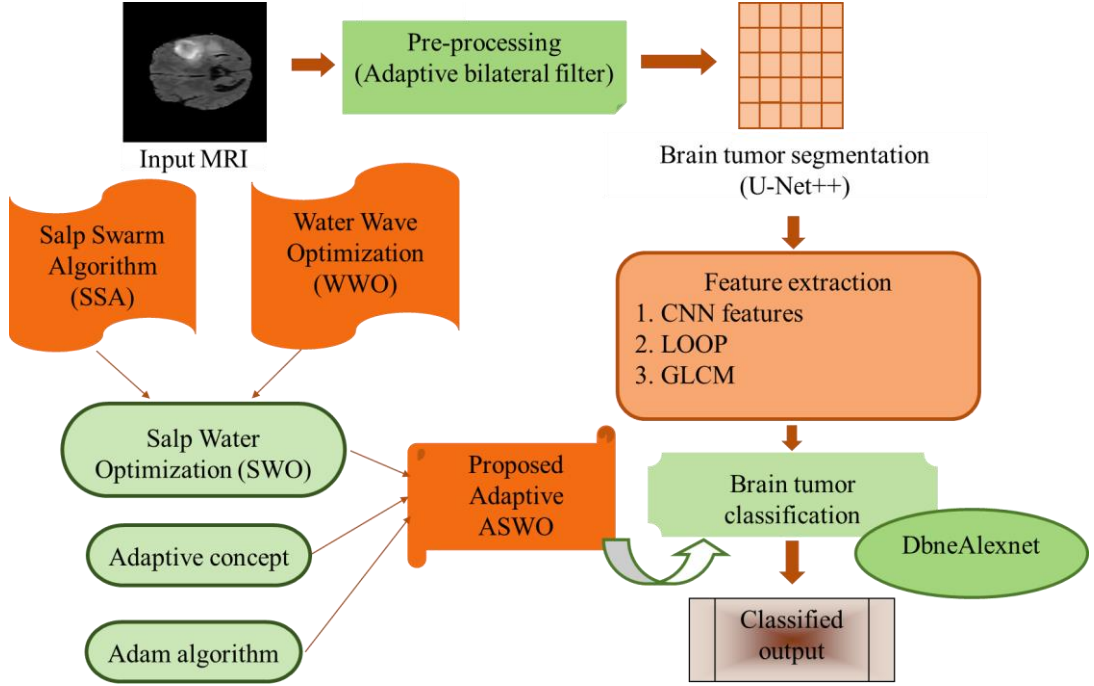 Input MRI
Pre-processing
(Adaptive bilateral filter)
Brain tumor segmentation
(U-Net++)
Salp Swarm
Algorithm
(SSA)
Water Wave
Optimization
(WWO)
Feature extraction
1. CNN features
2. LOOP
3. GLCM
Salp Water
Optimization (SWO)
Adaptive concept
Adam algorithm
Proposed
Adaptive
ASWO
Brain tumor
classification
DbneAlexnet
Classified
output